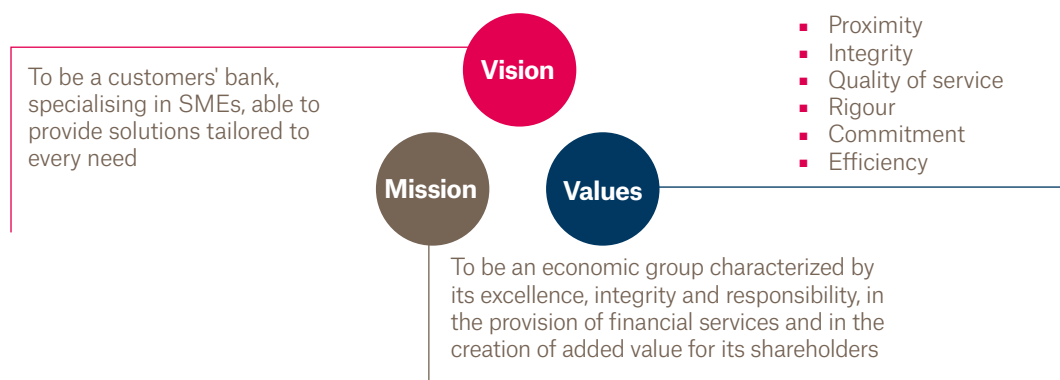 Vision
To be a customers' bank,
specialising in SMEs, able to
provide solutions tailored to
every need
Mission
To be an economic group characterized by
its excellence, integrity and responsibility, in
the provision of financial services and in the
creation of added value for its shareholders
Values
Proximity
Integrity
Quality of service
Rigour
Commitment
Efficiency